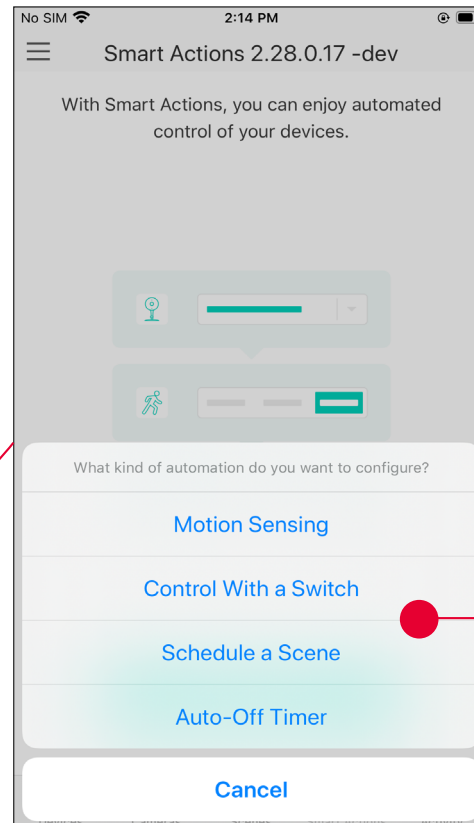 No SIM 2:14 PM
Smart Actions 2.28.0.17 -dev
With Smart Actions, you can enjoy automated
control of your devices.
What kind of automation do you want to configure?
Motion Sensing
Control With a Switch
Schedule a Scene
Auto-Off Timer
Cancel